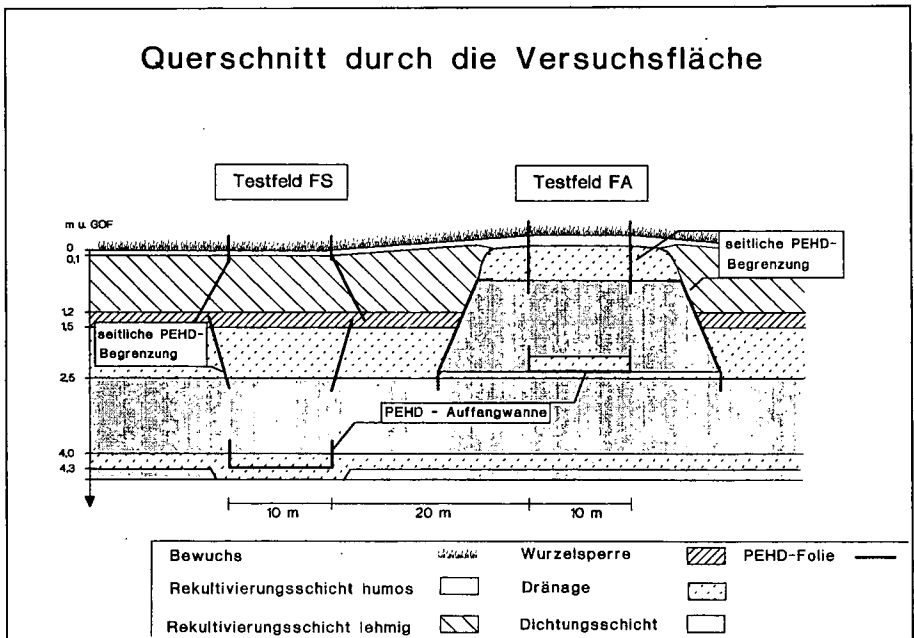 Querschnitt durch die Versuchsfläche
Testfeld FS
Testfeld FA
m u. GOF
0
0,1
1,2
1,5
2,5
4,0
4,3
seitliche PEHD-
Begrenzung
seitliche PEHD-
Begrenzung
PEHD - Auffangwanne
10 m
20 m
10 m
Bewuchs
Wurzelsperre
PEHD-Folie
Rekultivierungsschicht humos
Dränage
Rekultivierungsschicht lehmig
Dichtungsschicht